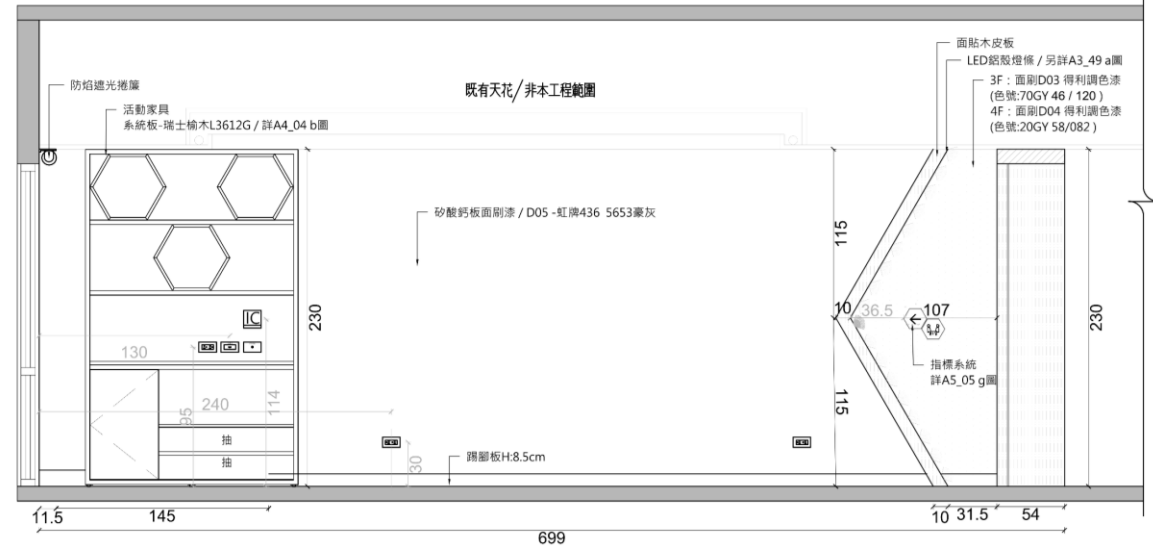 面貼木皮板
LED鋁殼燈條 / 另詳A3_49 a圖
3F：面刷D03 得利調色漆
(色號:70GY 46 / 120 )
4F：面刷D04 得利調色漆
(色號:20GY 58/082 )
防焰遮光捲簾
既有天花/非本工程範圍
活動家具
系統板-瑞士榆木L3612G / 詳A4_04 b圖
矽酸鈣板面刷漆 / D05 -虹牌436 5653豪灰
115
10
36.5
107
230
IC
230
130
指標系統
詳A5_05 g圖
95
240
114
115
抽
抽
30
踢腳板H:8.5cm
11.5
145
10
31.5
54
699